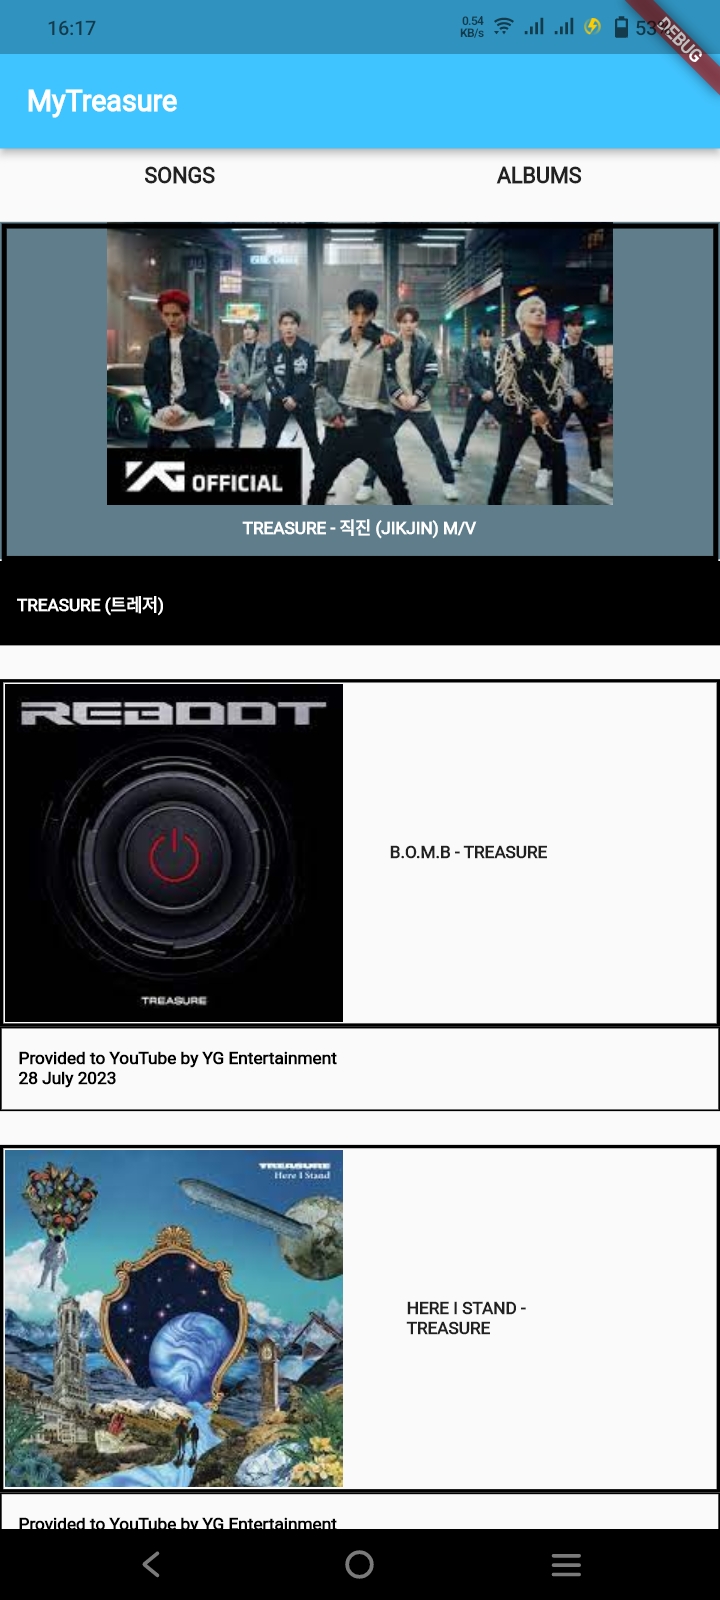 16:17
0.54
KB/s
53
DEBUG
MyTreasure
SONGS
ALBUMS
YG OFFICIAL
TREASURE - 직진 (JIKJIN) M/V
TREASURE (트레저)
REBOOT
TREASURE
B.O.M.B - TREASURE
Provided to YouTube by YG Entertainment
28 July 2023
TREASURE
Here I Stand
HERE I STAND -
TREASURE
Provided to YouTube by YG Entertainment